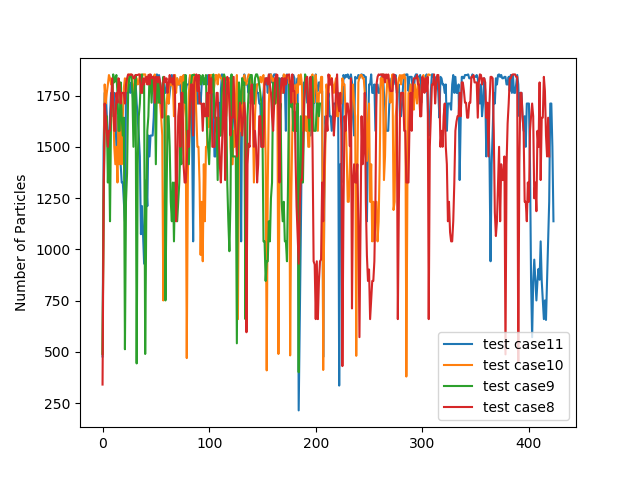 1750
1500
1250
1000
750
500
250
Number of Particles
0
100
200
300
400
test case11
test case10
test case9
test case8